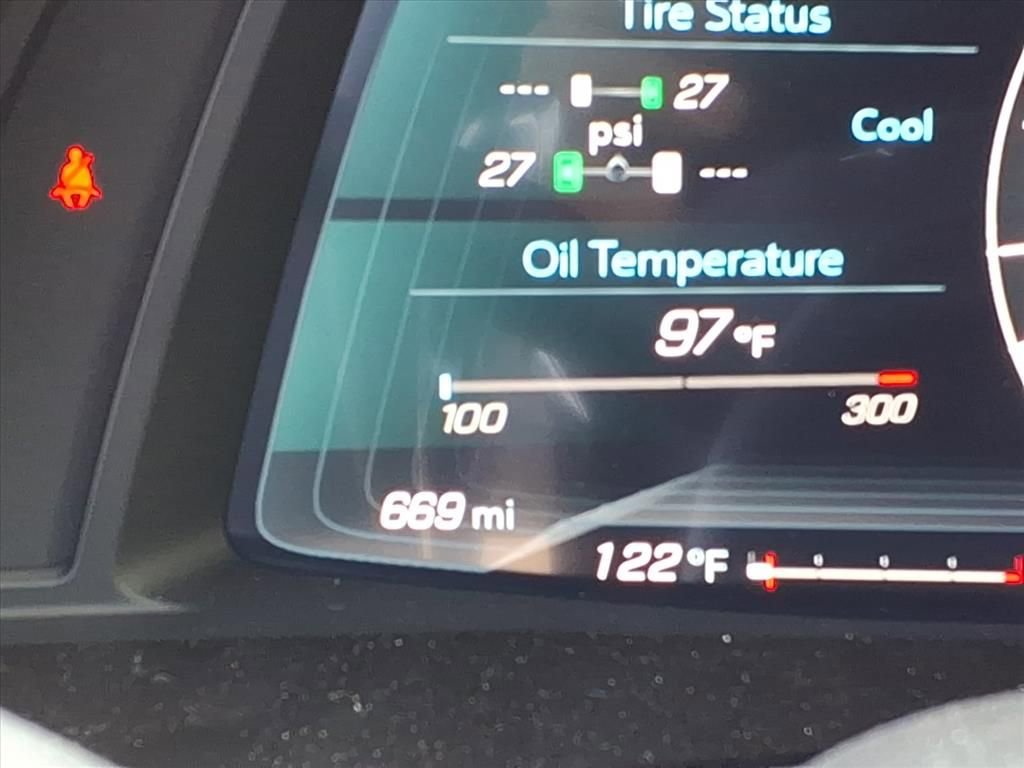 Tire Status
--- 27
psi
Cool
27 ---
Oil Temperature
97 °F
100 300
669 mi
122 °F